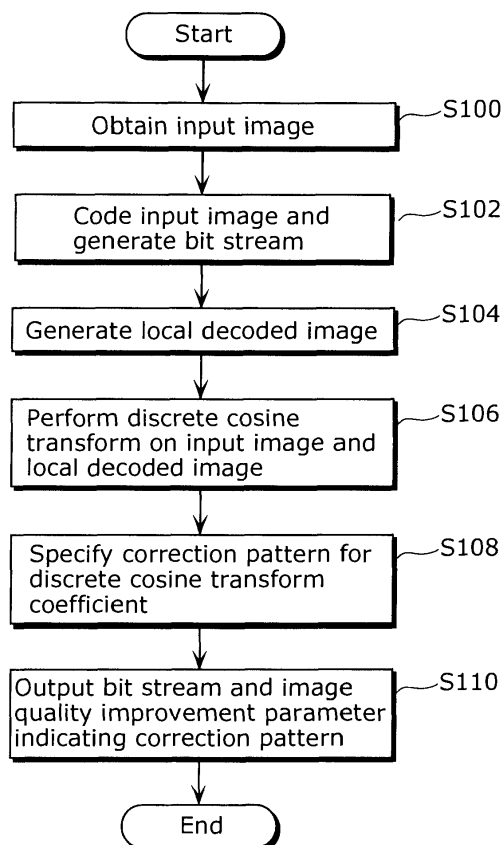 Start
Obtain input image
S100
Code input image and
generate bit stream
S102
Generate local decoded image
S104
Perform discrete cosine
transform on input image and
local decoded image
S106
Specify correction pattern for
discrete cosine transform
coefficient
S108
Output bit stream and image
quality improvement parameter
indicating correction pattern
S110
End